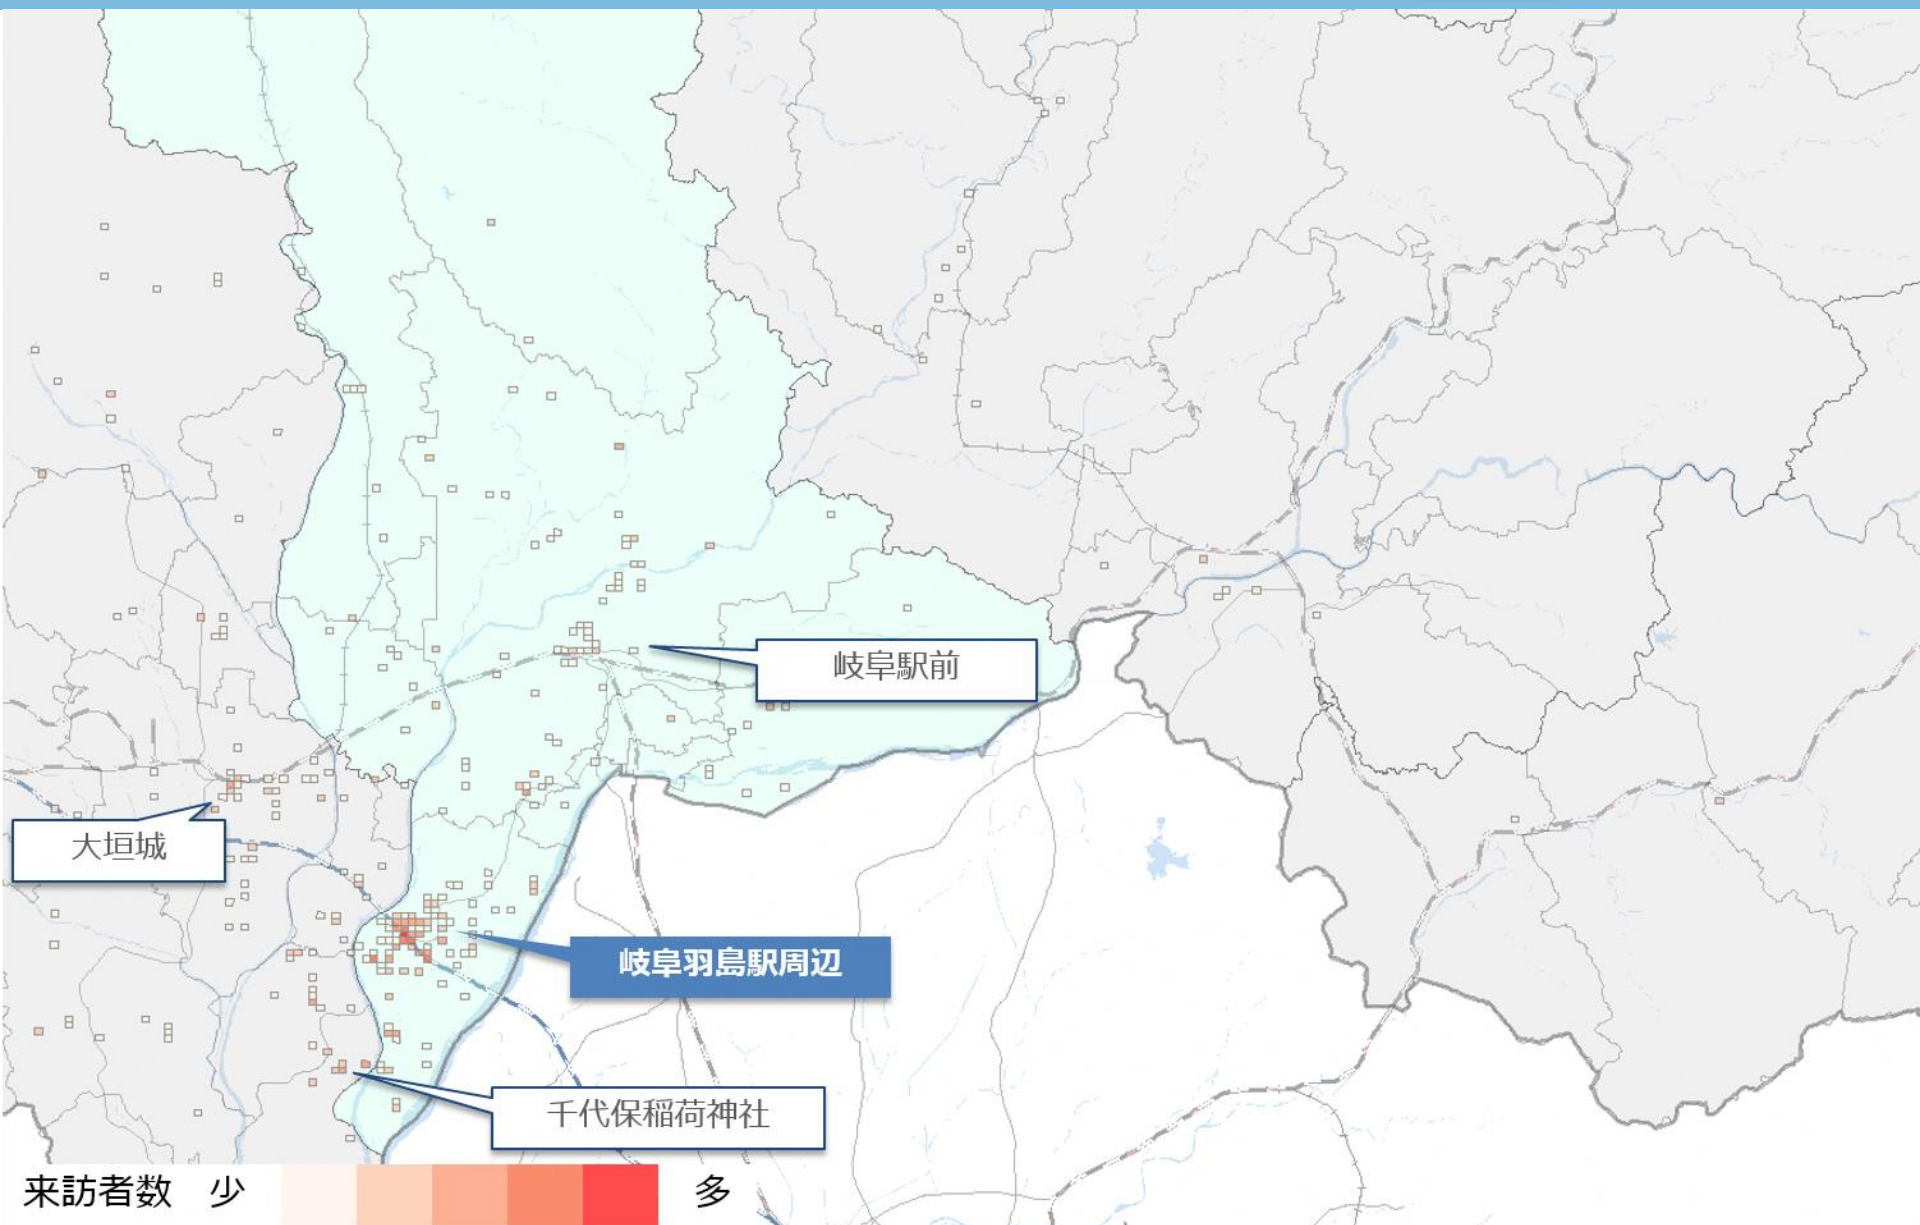 岐阜駅前
大垣城
岐阜羽島駅周辺
千代保稲荷神社
来訪者数 少 多